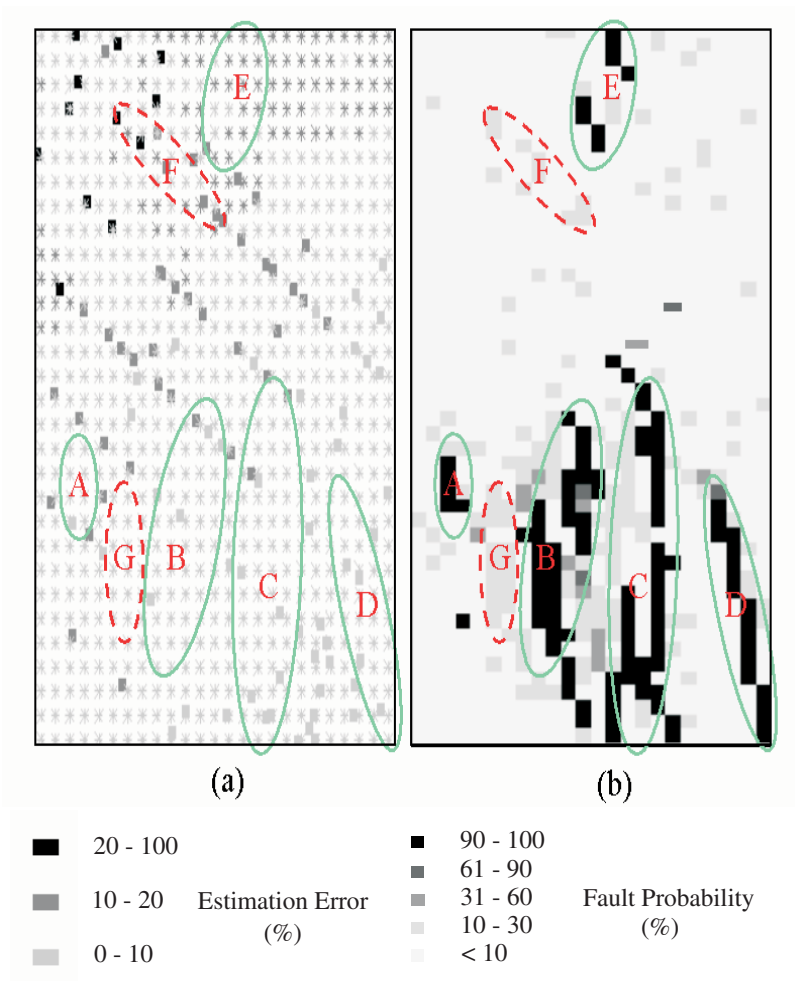 E
F
A
G
B
C
D
(a)
E
F
A
G
B
C
D
(b)
20 - 100
10 - 20
0 - 10
Estimation Error
(%)
90 - 100
61 - 90
31 - 60
10 - 30
< 10
Fault Probability
(%)